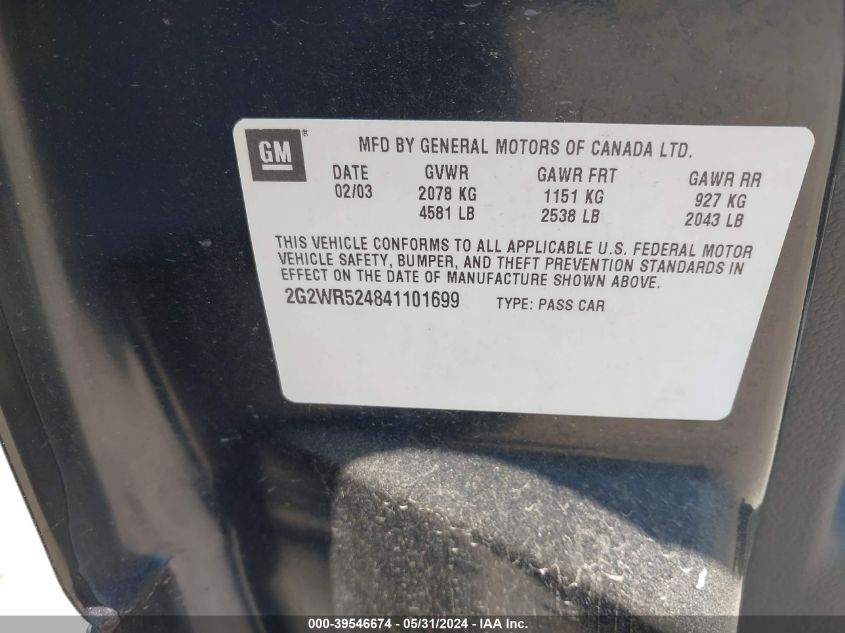 GM ®
MFD BY GENERAL MOTORS OF CANADA LTD.
DATE GVWR GAWR FRT GAWR RR
02/03 2078 KG 1151 KG 927 KG
4581 LB 2538 LB 2043 LB
THIS VEHICLE CONFORMS TO ALL APPLICABLE U.S. FEDERAL MOTOR
VEHICLE SAFETY, BUMPER, AND THEFT PREVENTION STANDARDS IN
EFFECT ON THE DATE OF MANUFACTURE SHOWN ABOVE.
2G2WR524841101699 TYPE: PASS CAR
000-39546674 / 05/31/2024 - IAA Inc.